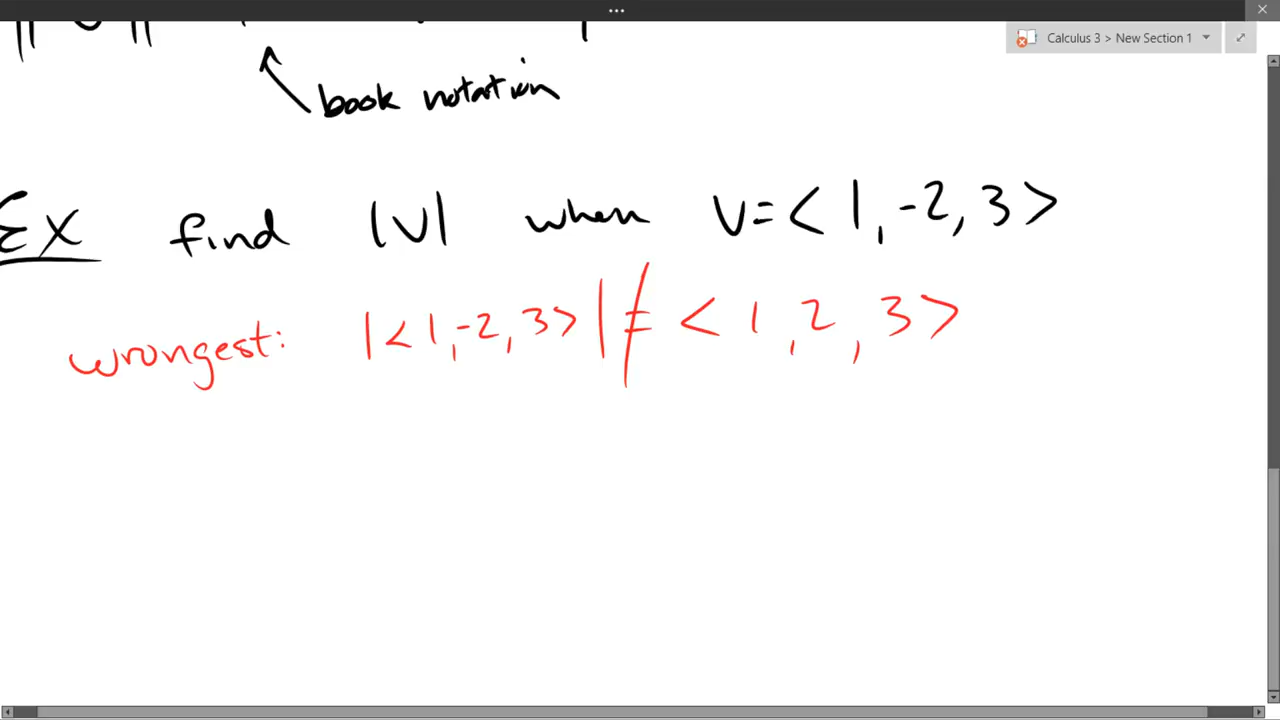 Calculus 3 > New Section 1
book notation
Ex find |v| when v=<1,-2,3>
wrongest: |<1,-2,3>| ≠ <1,2,3>